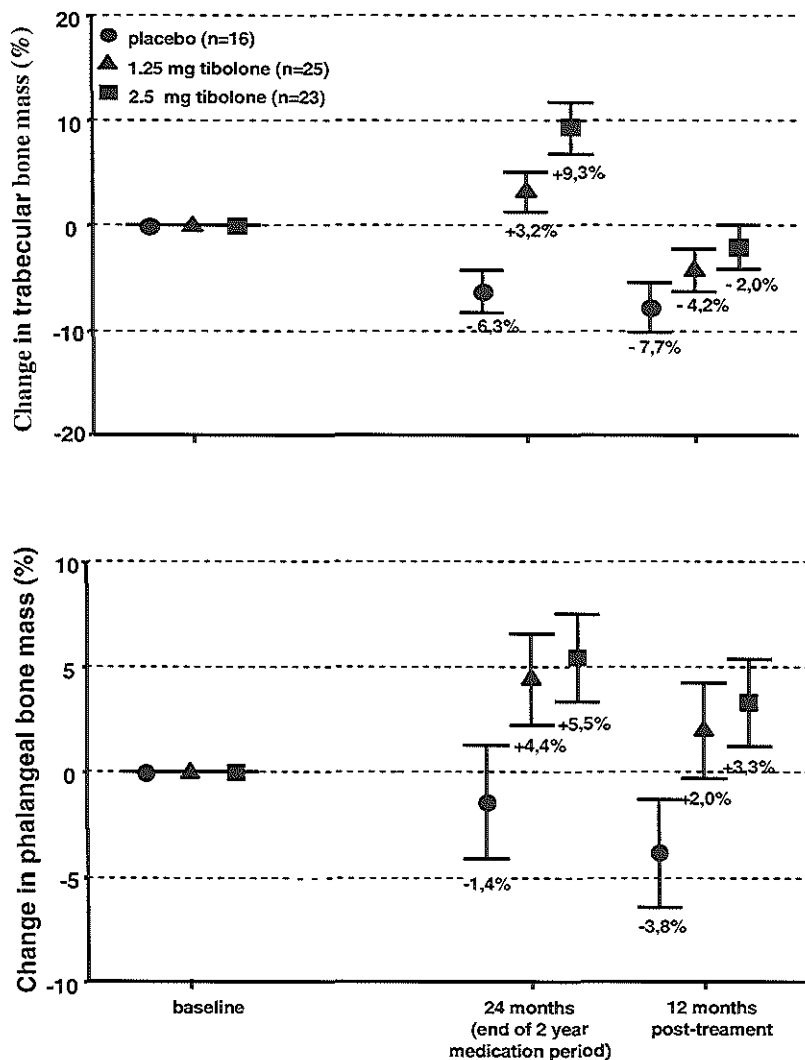 Change in trabecular bone mass (%)
20
10
0
-10
-20
placebo (n=16)
1.25 mg tibolone (n=25)
2.5 mg tibolone (n=23)
+9,3%
+3,2%
-6,3%
-7,7%
-4,2%
-2,0%
Change in phalangeal bone mass (%)
10
5
0
-5
-10
+4,4%
+5,5%
-1,4%
+2,0%
+3,3%
-3,8%
baseline
24 months
(end of 2 year
medication period)
12 months
post-treament